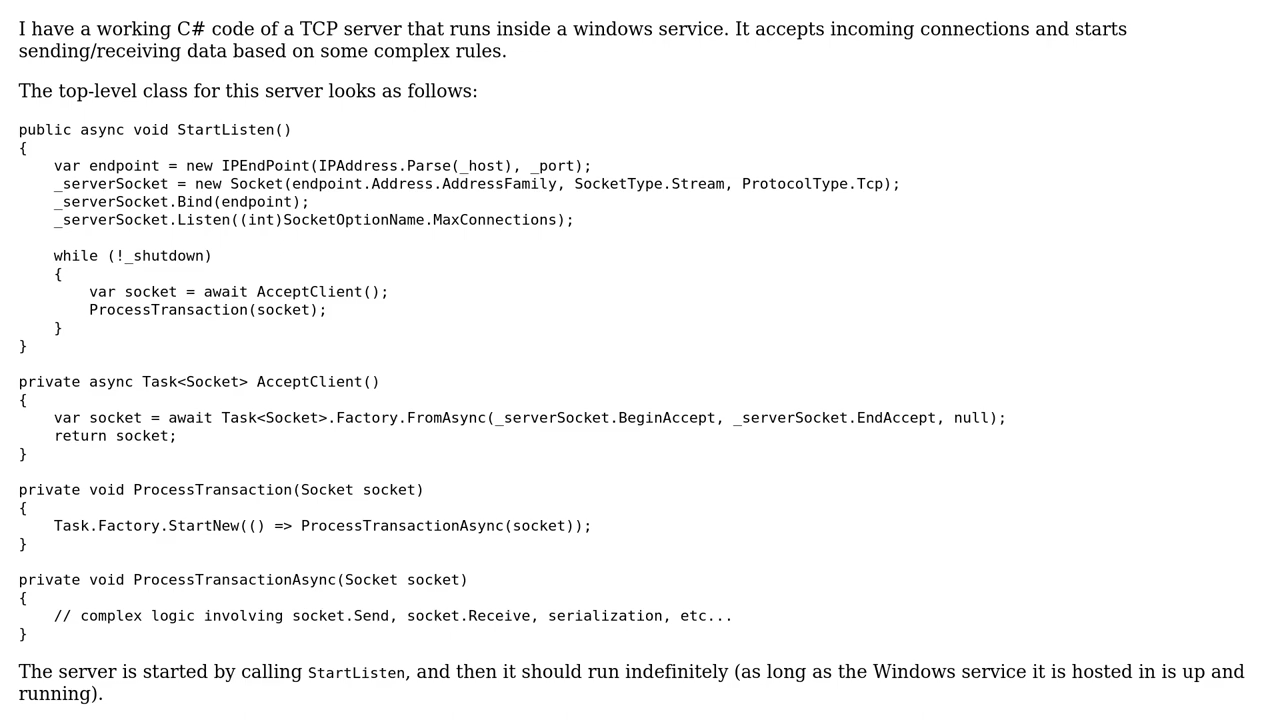 I have a working C# code of a TCP server that runs inside a windows service. It accepts incoming connections and starts
sending/receiving data based on some complex rules.
The top-level class for this server looks as follows:
public async void StartListen()
{
    var endpoint = new IPEndPoint(IPAddress.Parse(_host), _port);
    _serverSocket = new Socket(endpoint.Address.AddressFamily, SocketType.Stream, ProtocolType.Tcp);
    _serverSocket.Bind(endpoint);
    _serverSocket.Listen((int)SocketOptionName.MaxConnections);

    while (!_shutdown)
    {
        var socket = await AcceptClient();
        ProcessTransaction(socket);
    }
}

private async Task<Socket> AcceptClient()
{
    var socket = await Task<Socket>.Factory.FromAsync(_serverSocket.BeginAccept, _serverSocket.EndAccept, null);
    return socket;
}

private void ProcessTransaction(Socket socket)
{
    Task.Factory.StartNew(() => ProcessTransactionAsync(socket));
}

private void ProcessTransactionAsync(Socket socket)
{
    // complex logic involving socket.Send, socket.Receive, serialization, etc...
}
The server is started by calling StartListen, and then it should run indefinitely (as long as the Windows service it is hosted in is up and
running).